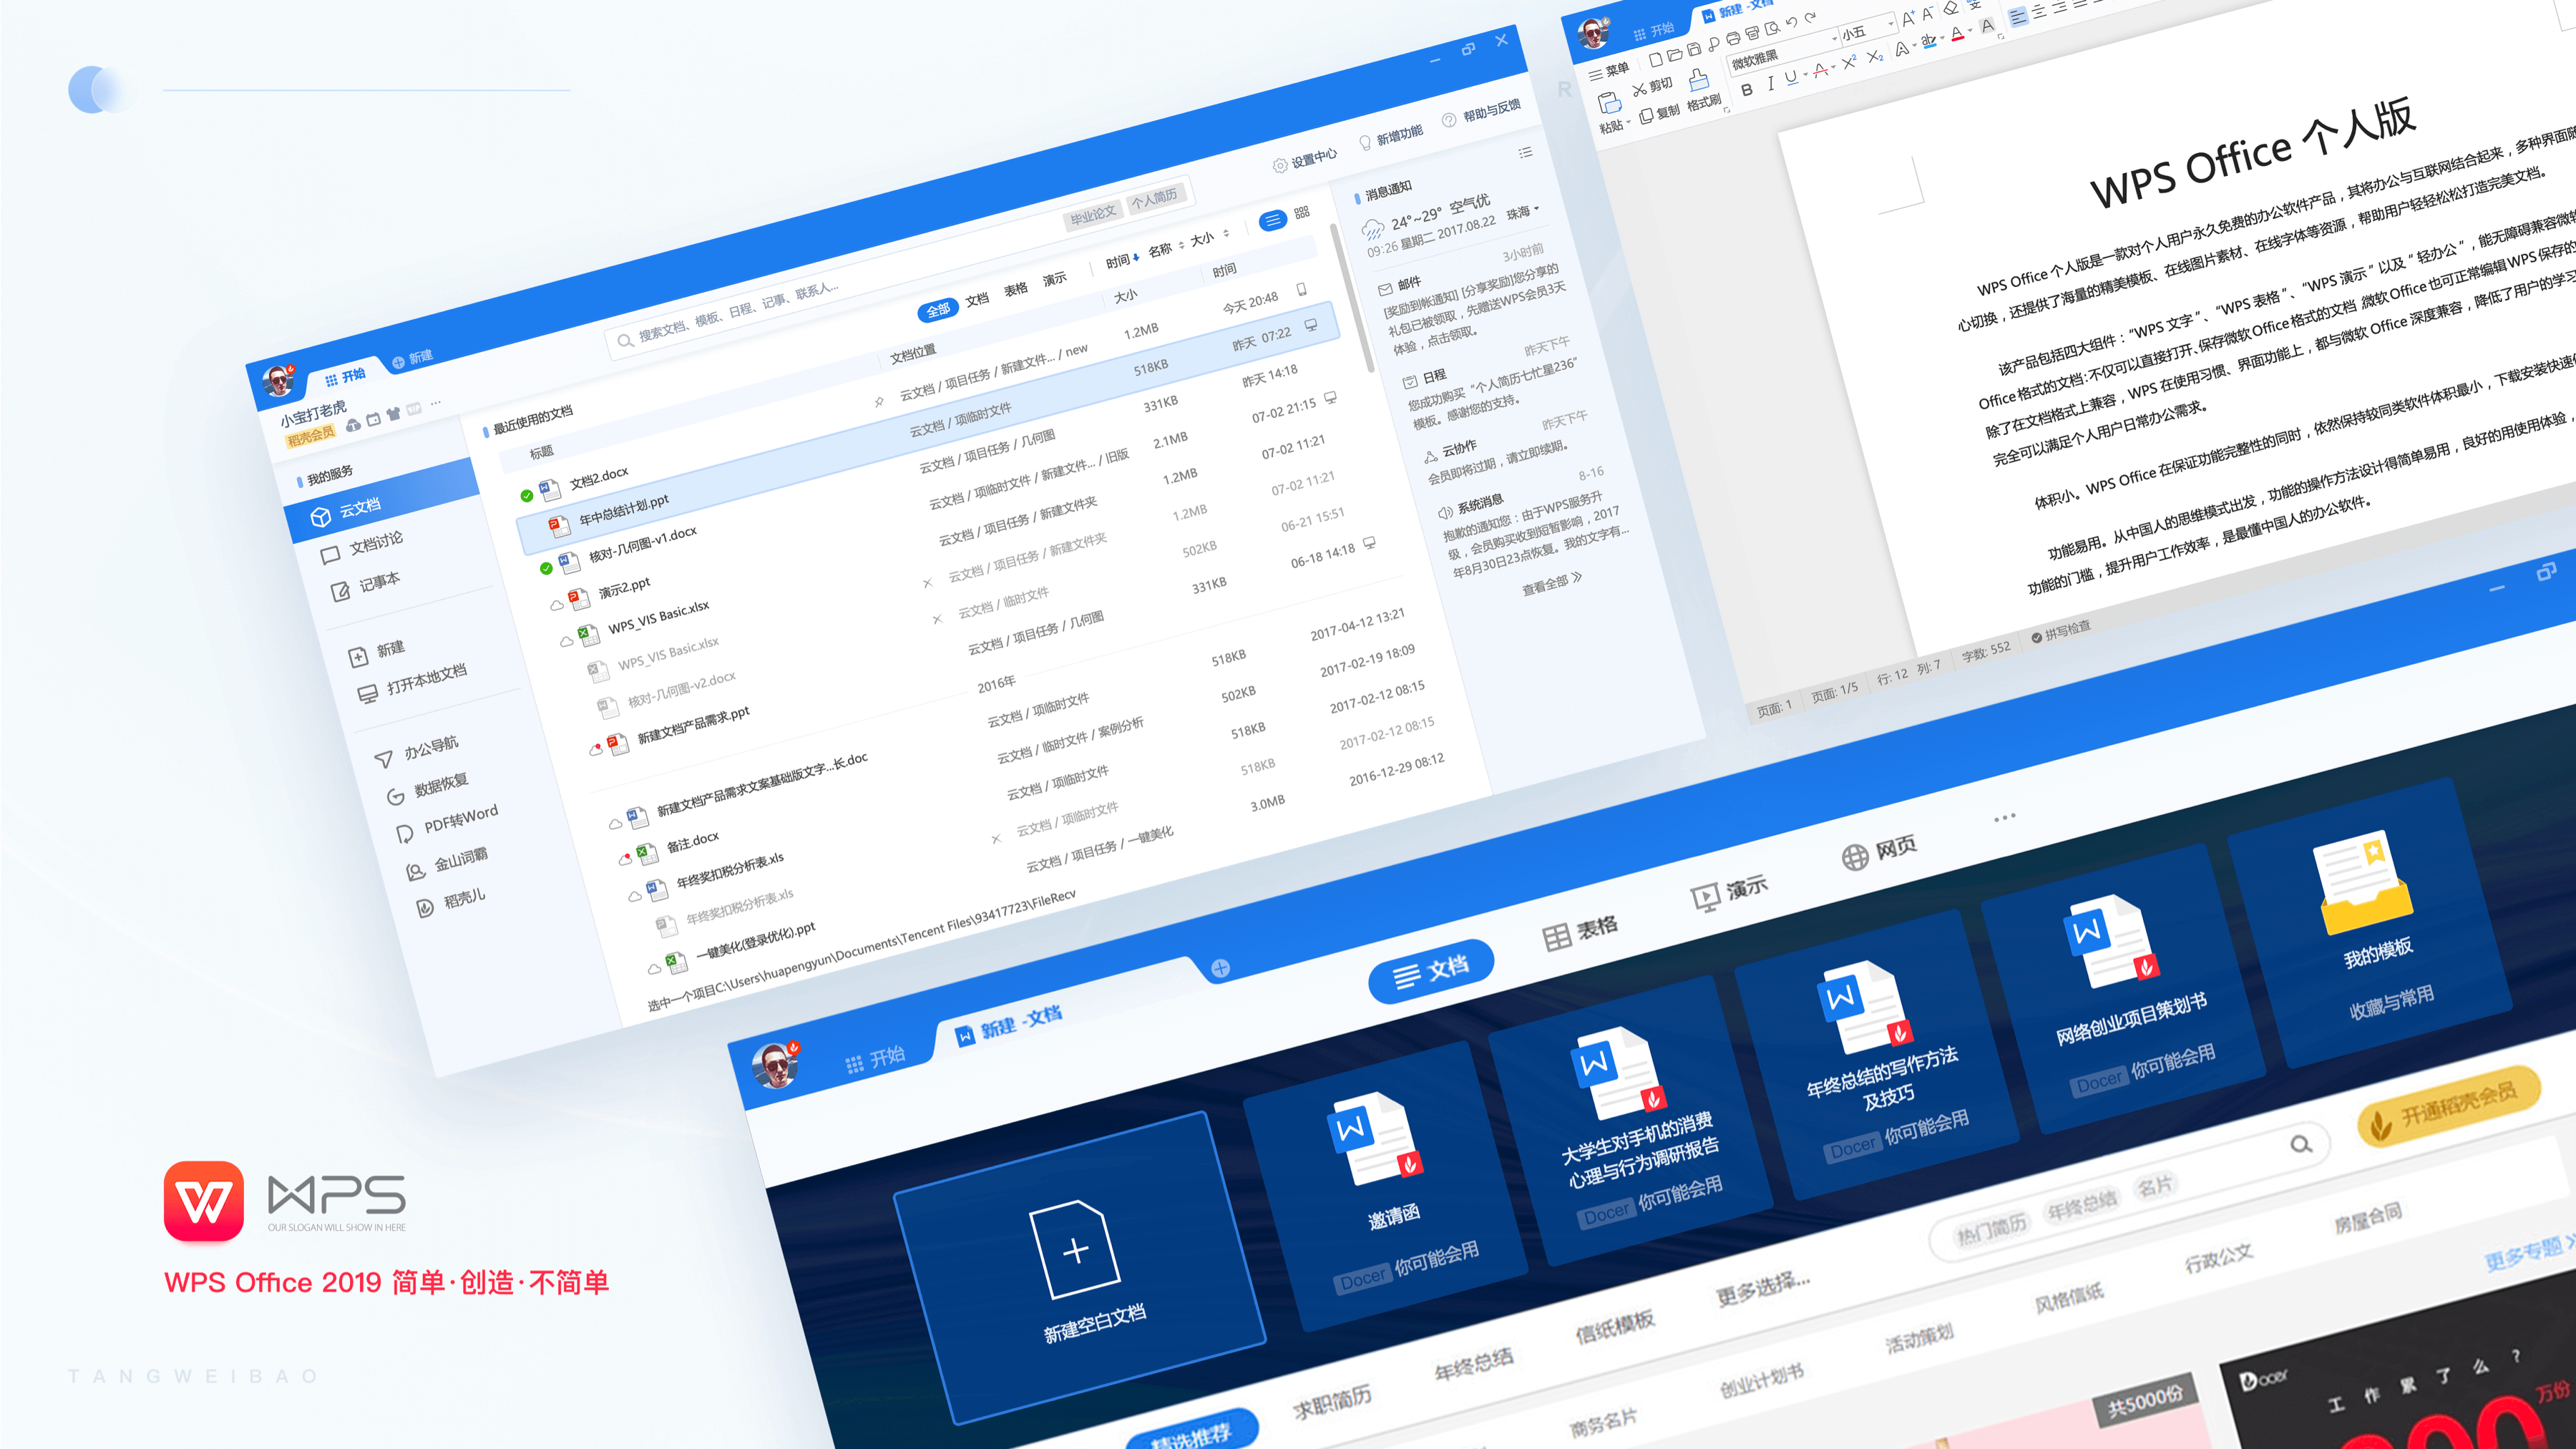 小宝打老虎
稻壳会员
开始
新建
我的服务
云文档
文档讨论
记事本
新建
打开本地文档
办公导航
数据恢复
PDF转Word
金山词霸
稻壳儿
设置中心
新增功能
帮助与反馈
搜索文档、模板、日程、记事、联系人...
毕业论文
个人简历
全部 文档 表格 演示
时间 名称 大小
最近使用的文档
标题 文档位置 大小 时间
文档2.docx 云文档 / 项目任务 / 新建文件... / new 1.2MB 今天 20:48
年中总结计划.ppt 云文档 / 项临时文件 518KB 昨天 07:22
核对-几何图-v1.docx 云文档 / 项目任务 / 几何图 331KB 昨天 14:18
演示2.ppt 云文档 / 项临时文件 / 新建文件... / 旧版 2.1MB 07-02 21:15
WPS_VIS Basic.xlsx 云文档 / 项目任务 / 新建文件夹 1.2MB 07-02 11:21
WPS_VIS Basic.xlsx 云文档 / 项目任务 / 新建文件夹 1.2MB 07-02 11:21
核对-几何图-v2.docx 云文档 / 临时文件 502KB 06-21 15:51
新建文档产品需求.ppt 云文档 / 项目任务 / 几何图 331KB 06-18 14:18
2016年
新建文档产品需求文案基础版文字...长.doc 云文档 / 项临时文件 518KB 2017-04-12 13:21
备注.docx 云文档 / 临时文件 / 案例分析 502KB 2017-02-19 18:09
年终奖扣税分析表.xls 云文档 / 项临时文件 518KB 2017-02-12 08:15
年终奖扣税分析表.xls 云文档 / 项临时文件 518KB 2017-02-12 08:15
一键美化(登录优化).ppt 云文档 / 项目任务 / 一键美化 3.0MB 2016-12-29 08:12
选中一个项目C:\Users\huapengyun\Documents\Tencent Files\93417723\FileRecv
消息通知
24°~29° 空气优
09:26 星期二 2017.08.22 珠海
邮件 3小时前
[奖励到帐通知] [分享奖励]您分享的
礼包已被领取，先赠送WPS会员3天
体验，点击领取。
日程 昨天下午
您成功购买“个人简历七忙星236”
模板。感谢您的支持。
云协作 昨天下午
会员即将过期，请立即续期。
系统消息 8-16
抱歉的通知您：由于WPS服务升
级，会员购买收到短暂影响，2017
年8月30日23点恢复。我的文字有...
查看全部
开始
新建 -文档
菜单
粘贴
剪切
复制
格式刷
微软雅黑
小五
WPS Office 个人版
WPS Office 个人版是一款对个人用户永久免费的办公软件产品，其将办公与互联网结合起来，多种界面随
心切换，还提供了海量的精美模板、在线图片素材、在线字体等资源，帮助用户轻轻松松打造完美文档。
该产品包括四大组件：“WPS 文字”、“WPS 表格”、“WPS 演示”以及“轻办公”，能无障碍兼容微软
Office格式的文档:不仅可以直接打开、保存微软Office格式的文档 ,微软Office也可正常编辑WPS保存的
除了在文档格式上兼容，WPS 在使用习惯、界面功能上，都与微软 Office 深度兼容，降低了用户的学习
完全可以满足个人用户日常办公需求。
体积小。WPS Office 在保证功能完整性的同时，依然保持较同类软件体积最小，下载安装快速
功能易用。从中国人的思维模式出发，功能的操作方法设计得简单易用，良好的用使用体验，
功能的门槛，提升用户工作效率，是最懂中国人的办公软件。
页面: 1 页面: 1/5 行: 12 列: 7 字数: 552 拼写检查
开始
新建 -文档
文档
表格
演示
网页
新建空白文档
邀请函
Docer 你可能会用
大学生对手机的消费
心理与行为调研报告
Docer 你可能会用
年终总结的写作方法
及技巧
Docer 你可能会用
网络创业项目策划书
Docer 你可能会用
我的模板
收藏与常用
热门简历 年终总结 名片
开通稻壳会员
精选推荐 求职简历 年终总结 信纸模板 更多选择...
商务名片 创业计划书 活动策划 风格信纸 行政公文 房屋合同
更多专题
共5000份
Docer
工作累了么？
万份
WPS
OUR SLOGAN WILL SHOW IN HERE
WPS Office 2019 简单·创造·不简单
TANGWEIBAO